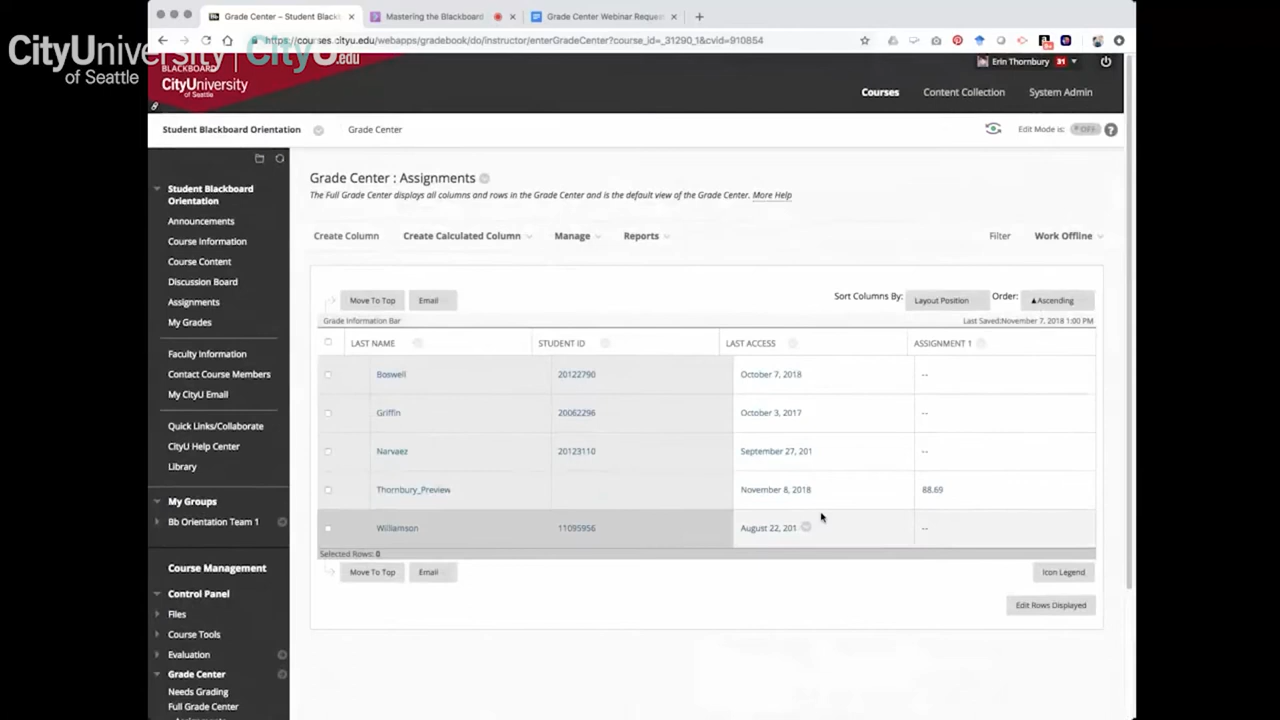 Grade Center – Student Blackb
Mastering the Blackboard
Grade Center Webinar Reques
https://courses.cityu.edu/webapps/gradebook/do/instructor/enterGradeCenter?course_id=_31290_1&cvid=910854
CityUniversity
of Seattle
CityU.edu
BLACKBOARD
CityUniversity
of Seattle
Erin Thornbury 31
Courses
Content Collection
System Admin
Student Blackboard Orientation
Grade Center
Edit Mode is: OFF
?
Student Blackboard
Orientation
Announcements
Course Information
Course Content
Discussion Board
Assignments
My Grades
Faculty Information
Contact Course Members
My CityU Email
Quick Links/Collaborate
CityU Help Center
Library
My Groups
Bb Orientation Team 1
Course Management
Control Panel
Files
Course Tools
Evaluation
Grade Center
Needs Grading
Full Grade Center
Assignments
Grade Center : Assignments
The Full Grade Center displays all columns and rows in the Grade Center and is the default view of the Grade Center. More Help
Create Column
Create Calculated Column
Manage
Reports
Filter
Work Offline
Move To Top
Email
Sort Columns By:
Layout Position
Order:
▲Ascending
Grade Information Bar
Last Saved:November 7, 2018 1:00 PM
LAST NAME
STUDENT ID
LAST ACCESS
ASSIGNMENT 1
Boswell 20122790 October 7, 2018 --
Griffin 20062296 October 3, 2017 --
Narvaez 20123110 September 27, 201 --
Thornbury_Preview November 8, 2018 88.69
Williamson 11095956 August 22, 201 --
Selected Rows: 0
Move To Top
Email
Icon Legend
Edit Rows Displayed